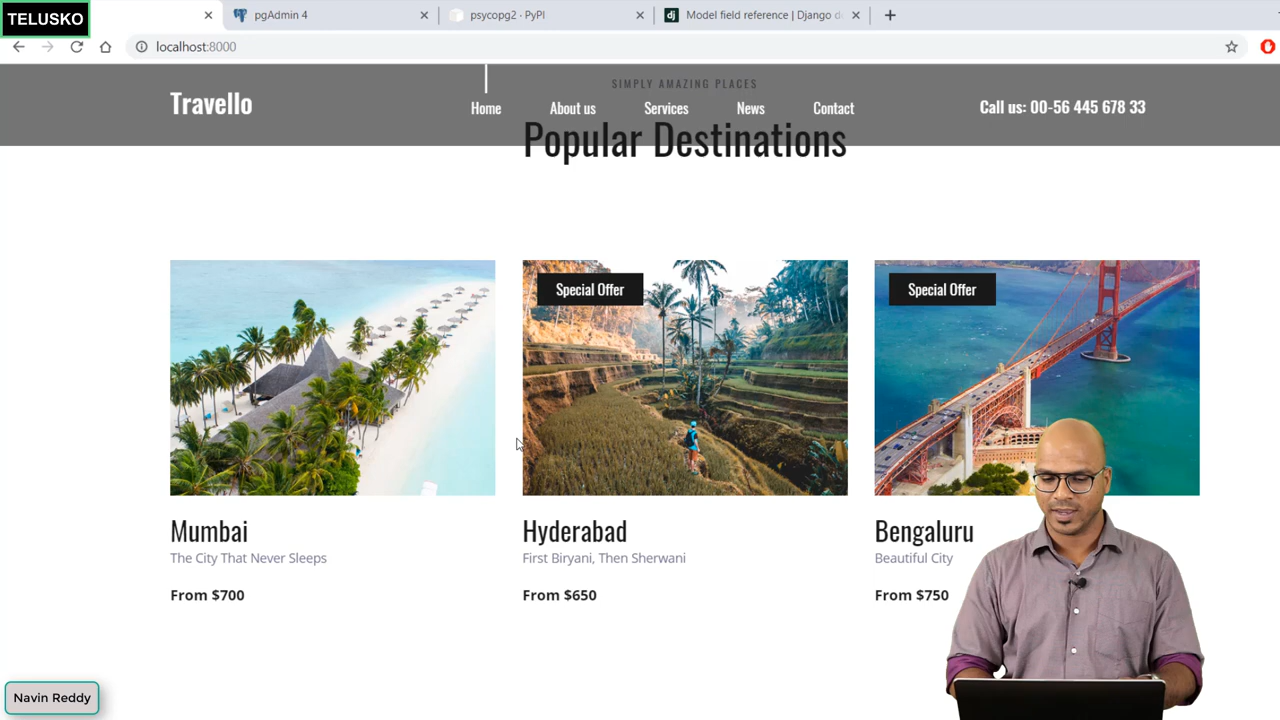 TELUSKO
pgAdmin 4
psycopg2 · PyPI
Model field reference | Django d
localhost:8000
SIMPLY AMAZING PLACES
Travello
Home
About us
Services
News
Contact
Call us: 00-56 445 678 33
Popular Destinations
Special Offer
Special Offer
Mumbai
The City That Never Sleeps
From $700
Hyderabad
First Biryani, Then Sherwani
From $650
Bengaluru
Beautiful City
From $750
Navin Reddy